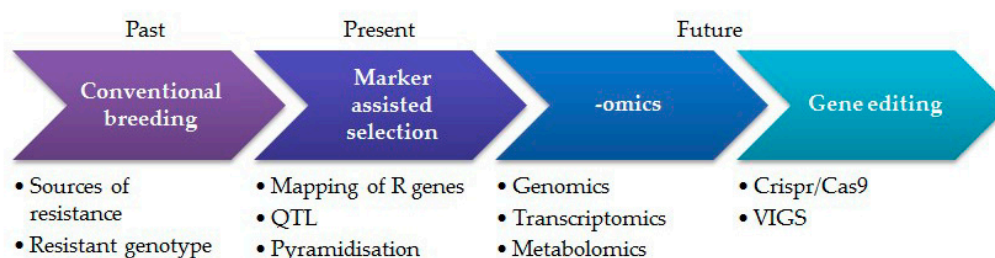 Past
Present
Future
Conventional
breeding
Marker
assisted
selection
-omics
Gene editing
• Sources of
resistance
• Resistant genotype
• Mapping of R genes
• QTL
• Pyramidisation
• Genomics
• Transcriptomics
• Metabolomics
• Crispr/Cas9
• VIGS